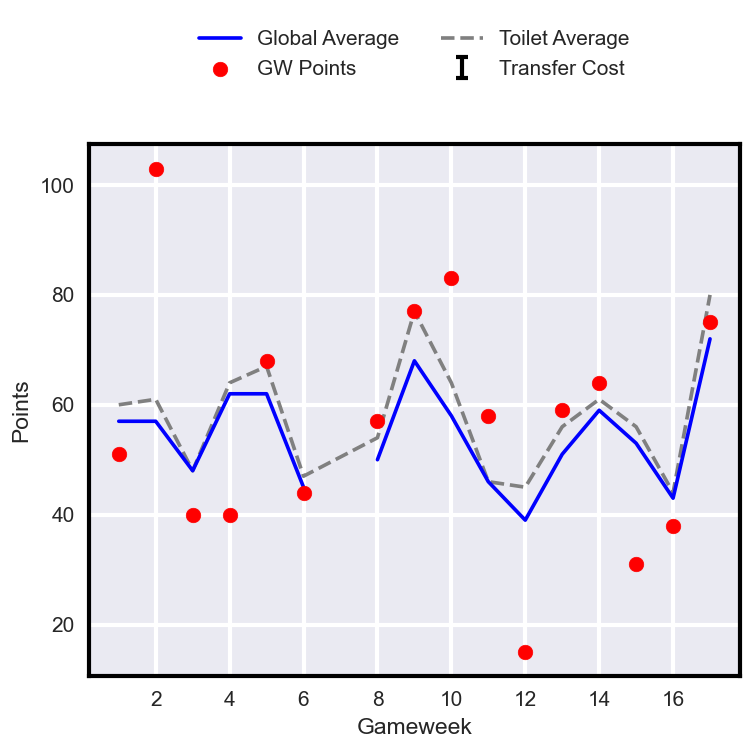 Global Average
Toilet Average
GW Points
Transfer Cost
100
80
60
40
20
Points
2 4 6 8 10 12 14 16
Gameweek